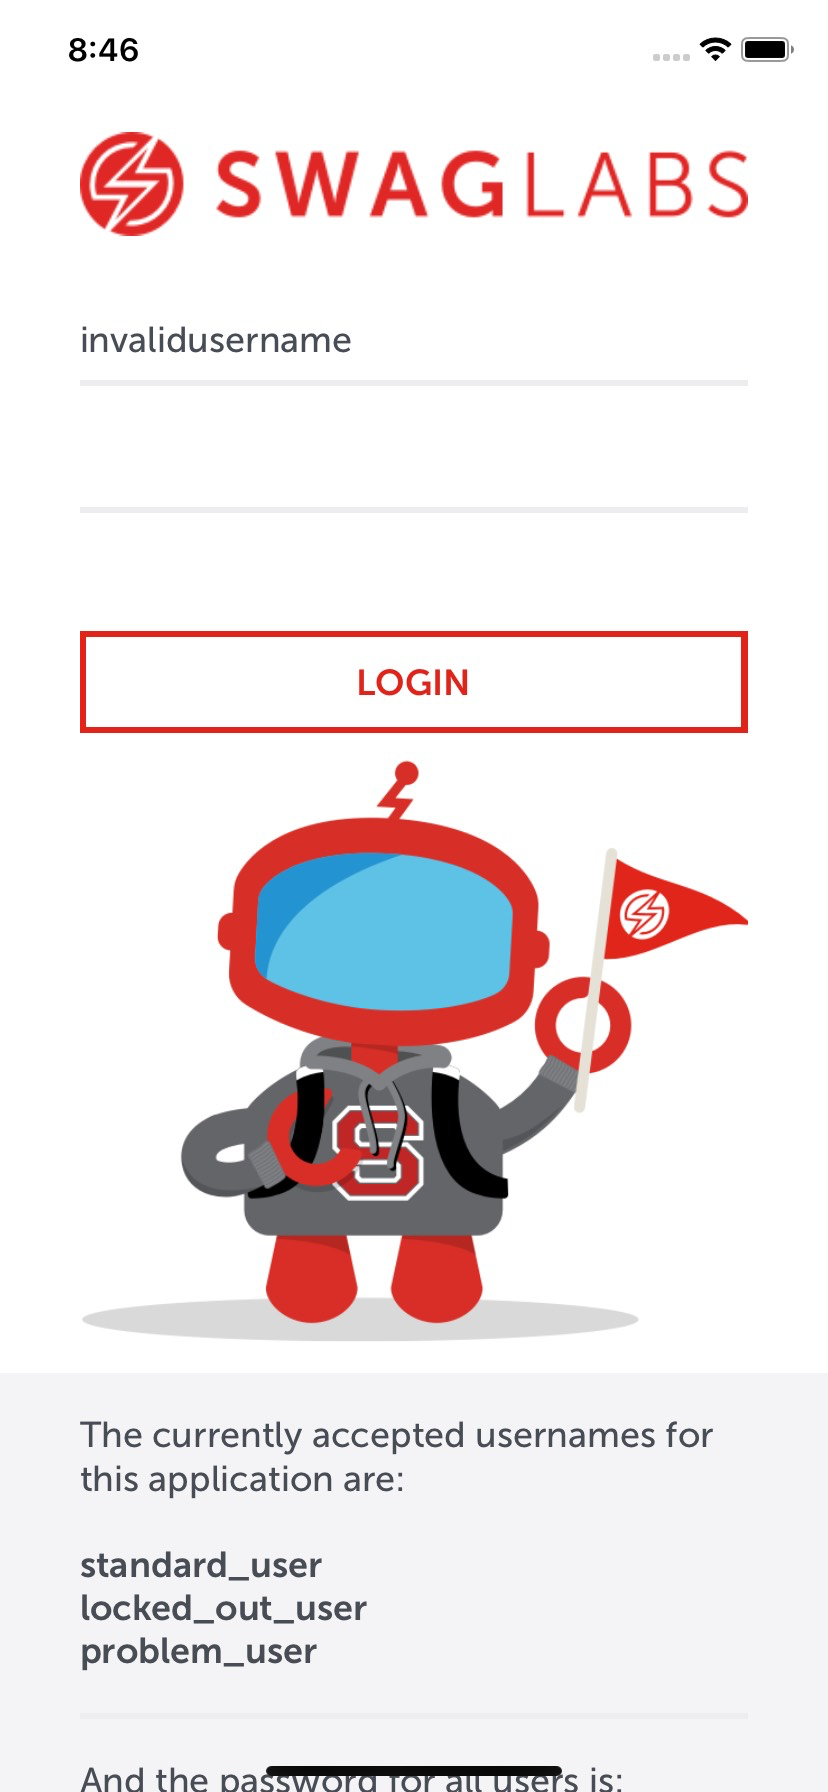 8:46
SWAGLABS
invalidusername
LOGIN
S
The currently accepted usernames for
this application are:
standard_user
locked_out_user
problem_user
And the password for all users is: